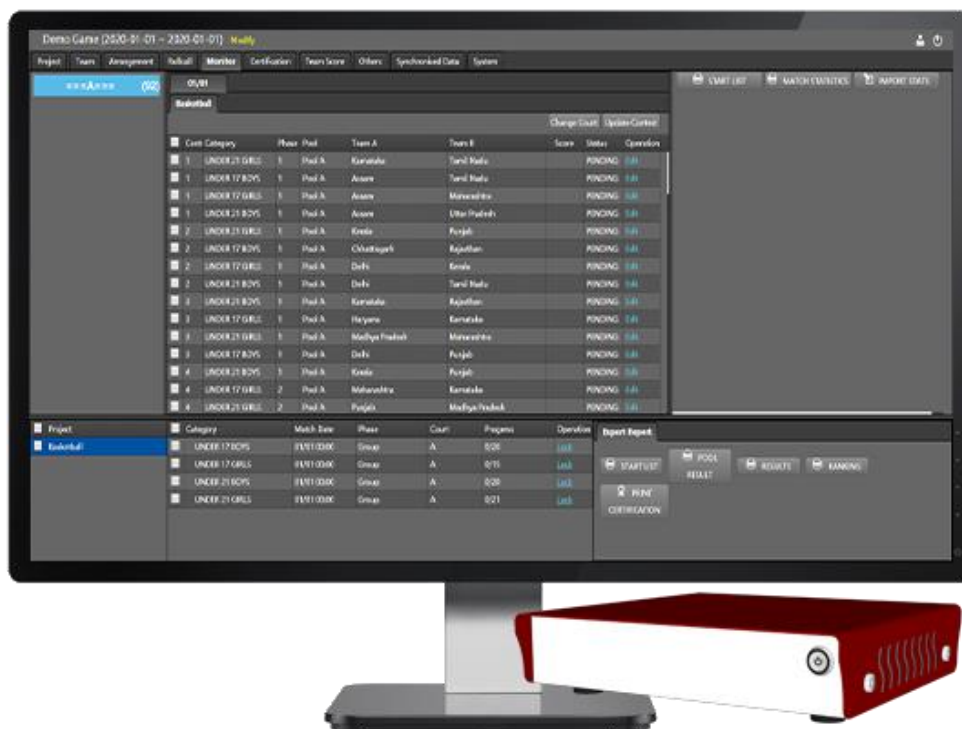 Demo Game (2020-01-01 ~ 2020-01-01) Modify
Project Team Arrangement Rollcall Monitor Certification Team Score Others Synchronised Data System
===A=== (92)
01/01
START LIST MATCH STATISTICS IMPORT STATS
Basketball
Change Court Update Contest
Cont Category Phase Pool Team A Team B Score Status Operation
1 UNDER 21 GIRLS 1 Pool A Karnataka Tamil Nadu PENDING Edit
1 UNDER 17 BOYS 1 Pool A Assam Tamil Nadu PENDING Edit
1 UNDER 17 GIRLS 1 Pool A Assam Maharashtra PENDING Edit
1 UNDER 21 BOYS 1 Pool A Assam Uttar Pradesh PENDING Edit
2 UNDER 21 GIRLS 1 Pool A Kerala Punjab PENDING Edit
2 UNDER 17 BOYS 1 Pool A Chhattisgarh Rajasthan PENDING Edit
2 UNDER 17 GIRLS 1 Pool A Delhi Kerala PENDING Edit
2 UNDER 21 BOYS 1 Pool A Delhi Tamil Nadu PENDING Edit
3 UNDER 21 BOYS 1 Pool A Karnataka Rajasthan PENDING Edit
3 UNDER 17 GIRLS 1 Pool A Haryana Karnataka PENDING Edit
3 UNDER 21 GIRLS 1 Pool A Madhya Pradesh Maharashtra PENDING Edit
3 UNDER 17 BOYS 1 Pool A Delhi Punjab PENDING Edit
4 UNDER 21 BOYS 1 Pool A Kerala Punjab PENDING Edit
4 UNDER 17 GIRLS 2 Pool A Maharashtra Karnataka PENDING Edit
4 UNDER 21 GIRLS 2 Pool A Punjab Madhya Pradesh PENDING Edit
Project
Basketball
Category Match Date Phase Court Progress Operation
UNDER 17 BOYS 01/01 00:00 Group A 0/20 Lock
UNDER 17 GIRLS 01/01 00:00 Group A 0/15 Lock
UNDER 21 BOYS 01/01 00:00 Group A 0/20 Lock
UNDER 21 GIRLS 01/01 00:00 Group A 0/21 Lock
Export Report
START LIST POOL RESULT RESULTS RANKING
PRINT CERTIFICATION